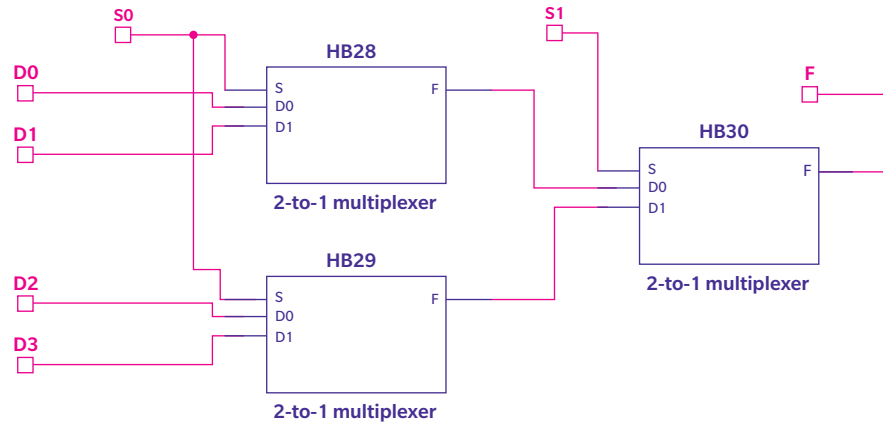 S0
S1
HB28
D0
S
D0
D1
F
F
D1
HB30
2-to-1 multiplexer
S
D0
D1
F
HB29
D2
S
D0
D1
F
2-to-1 multiplexer
D3
2-to-1 multiplexer